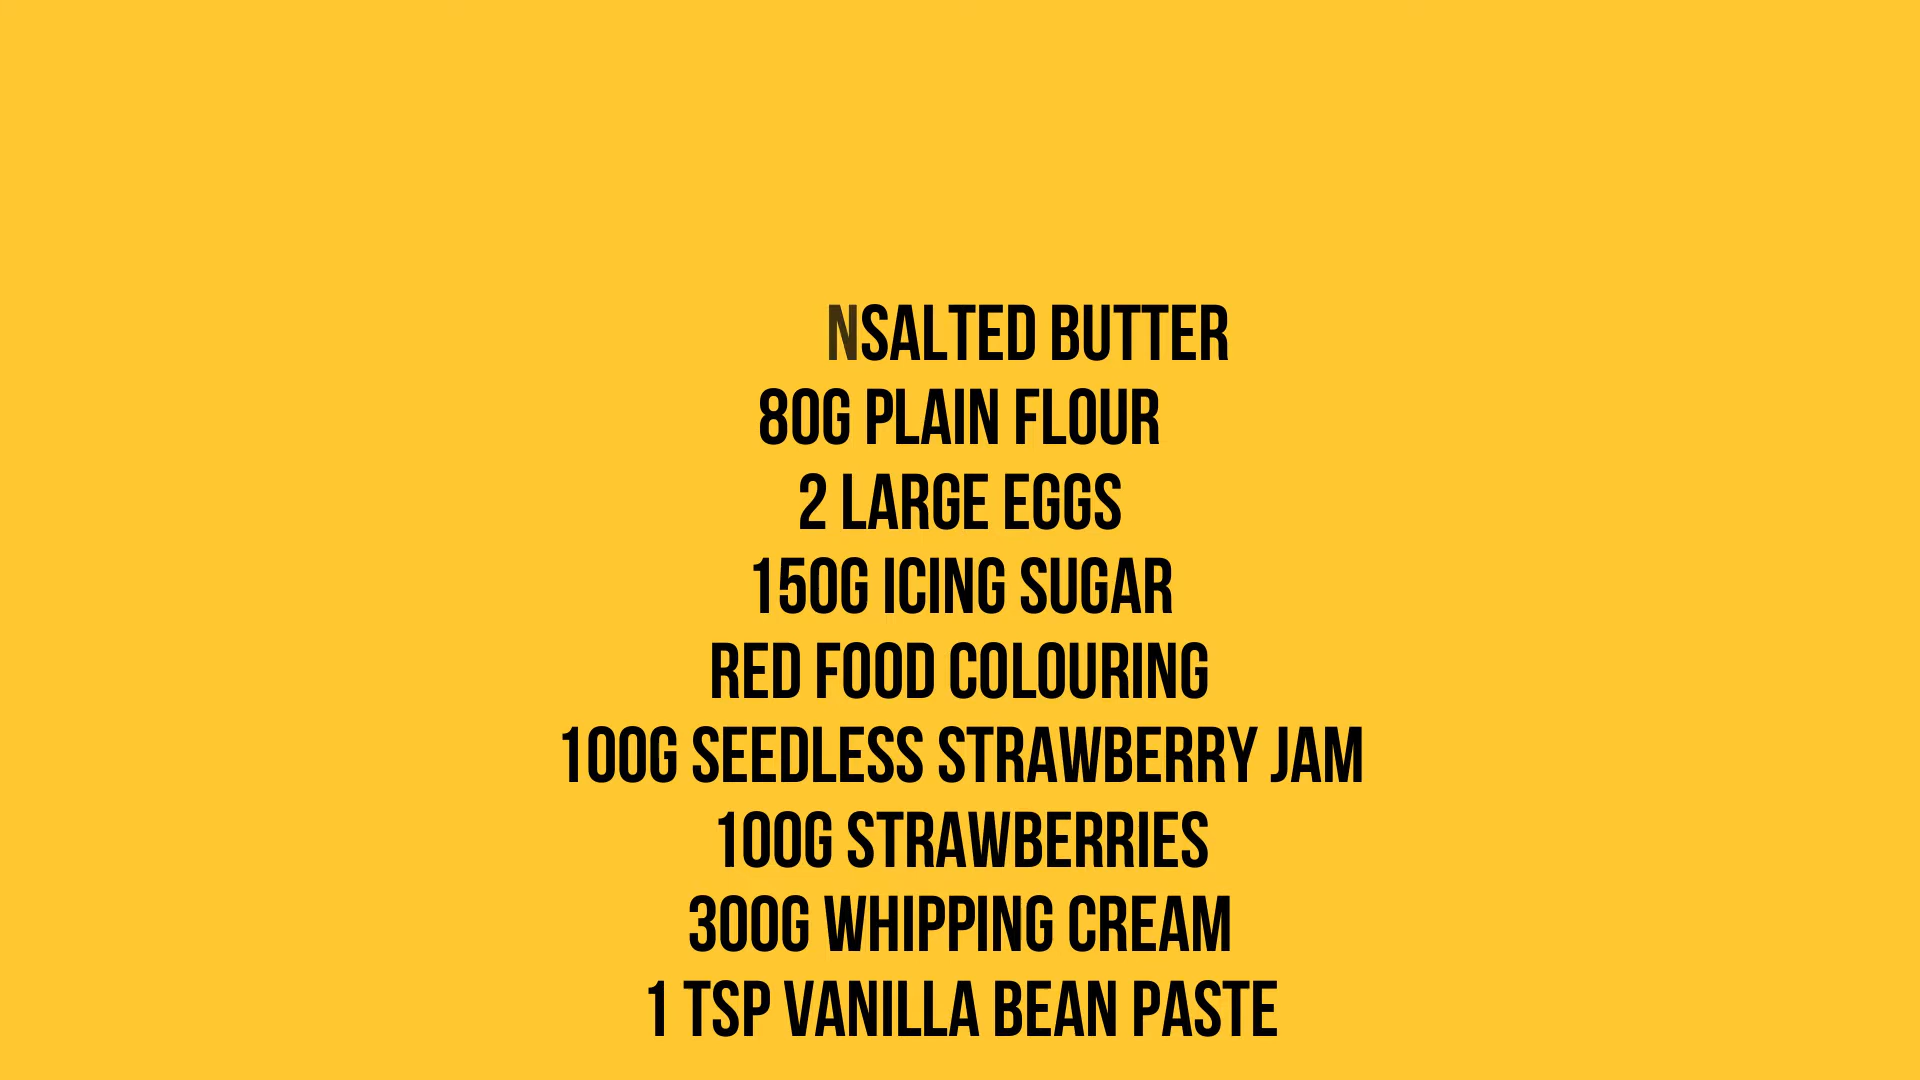 NSALTED BUTTER
80G PLAIN FLOUR
2 LARGE EGGS
150G ICING SUGAR
RED FOOD COLOURING
100G SEEDLESS STRAWBERRY JAM
100G STRAWBERRIES
300G WHIPPING CREAM
1 TSP VANILLA BEAN PASTE